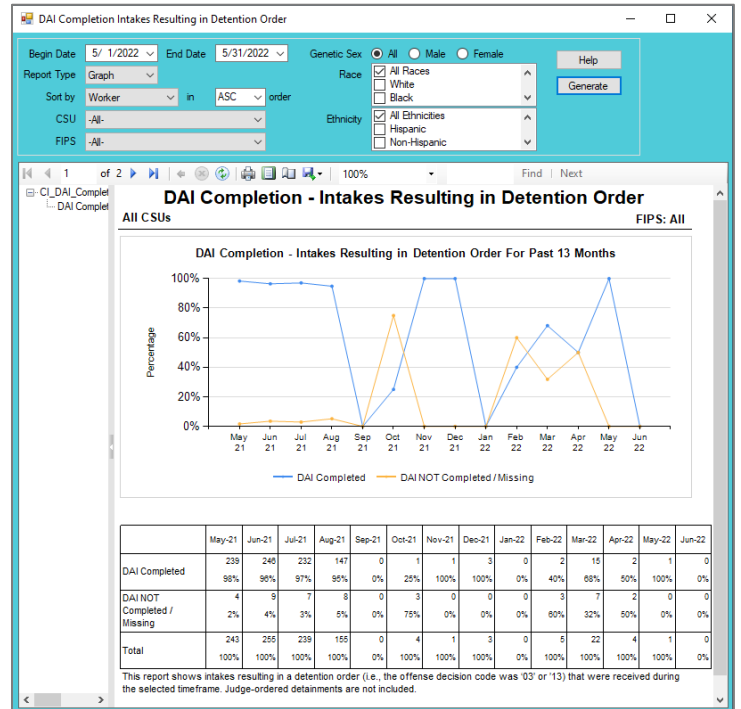 DAI Completion Intakes Resulting in Detention Order
Begin Date 5/ 1/2022 End Date 5/31/2022 Genetic Sex All Male Female Help
Report Type Graph Race All Races
White
Black
Generate
Sort by Worker in ASC order
CSU -All- Ethnicity All Ethnicities
Hispanic
Non-Hispanic
FIPS -All-
1 of 2 100% Find | Next
CI_DAI_Complet
DAI Complet
DAI Completion - Intakes Resulting in Detention Order
All CSUs FIPS: All
DAI Completion - Intakes Resulting in Detention Order For Past 13 Months
Percentage
100%
80%
60%
40%
20%
0%
May Jun Jul Aug Sep Oct Nov Dec Jan Feb Mar Apr May Jun
21 21 21 21 21 21 21 21 22 22 22 22 22 22
DAI Completed DAI NOT Completed / Missing
May-21 Jun-21 Jul-21 Aug-21 Sep-21 Oct-21 Nov-21 Dec-21 Jan-22 Feb-22 Mar-22 Apr-22 May-22 Jun-22
DAI Completed
239 246 232 147 0 1 1 3 0 2 15 2 1 0
98% 96% 97% 95% 0% 25% 100% 100% 0% 40% 68% 50% 100% 0%
DAI NOT
Completed /
Missing
4 9 7 8 0 3 0 0 0 3 7 2 0 0
2% 4% 3% 5% 0% 75% 0% 0% 0% 60% 32% 50% 0% 0%
Total
243 255 239 155 0 4 1 3 0 5 22 4 1 0
100% 100% 100% 100% 0% 100% 100% 100% 0% 100% 100% 100% 100% 0%
This report shows intakes resulting in a detention order (i.e., the offense decision code was '03' or '13) that were received during
the selected timeframe. Judge-ordered detainments are not included.